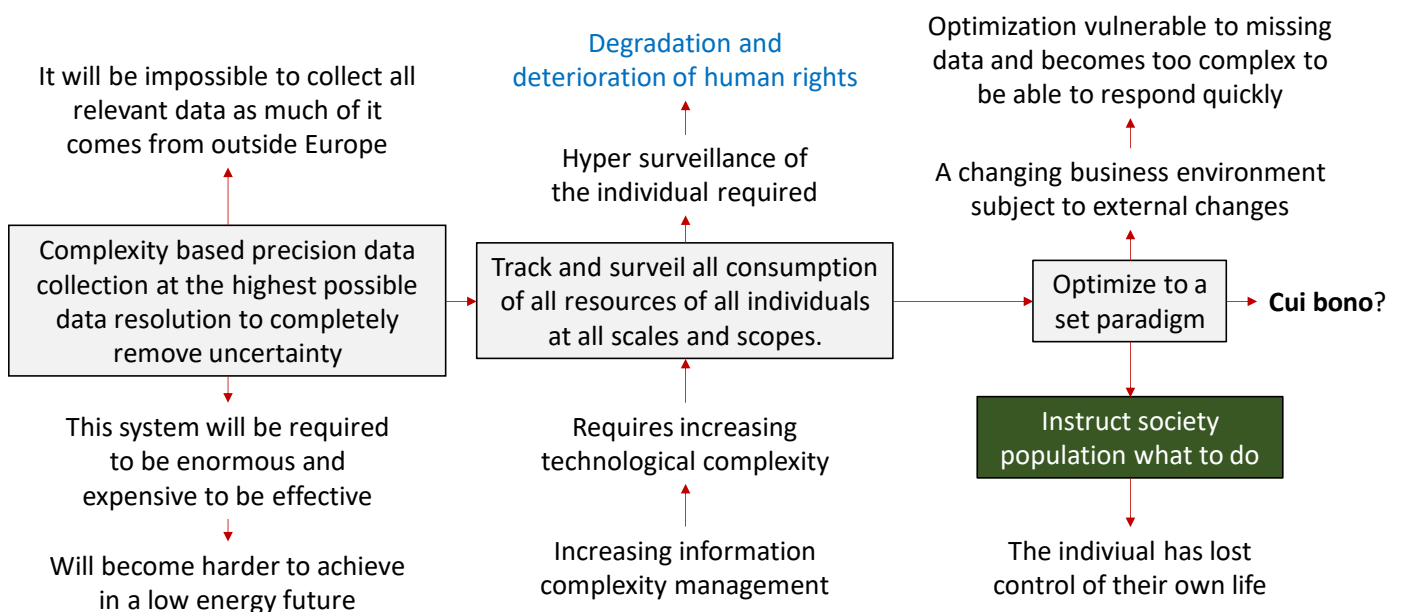 It will be impossible to collect all
relevant data as much of it
comes from outside Europe
Complexity based precision data
collection at the highest possible
data resolution to completely
remove uncertainty
This system will be required
to be enormous and
expensive to be effective
Will become harder to achieve
in a low energy future
Degradation and
deterioration of human rights
Hyper surveillance of
the individual required
Track and surveil all consumption
of all resources of all individuals
at all scales and scopes.
Requires increasing
technological complexity
Increasing information
complexity management
Optimization vulnerable to missing
data and becomes too complex to
be able to respond quickly
A changing business environment
subject to external changes
Optimize to a
set paradigm
Cui bono?
Instruct society
population what to do
The indiviual has lost
control of their own life